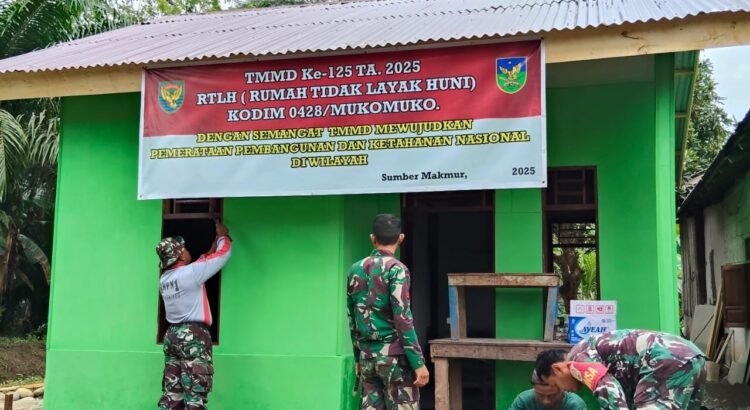 TMMD Ke-125 TA. 2025
RTLH ( RUMAH TIDAK LAYAK HUNI)
KODIM 0428/MUKOMUKO.
DENGAN SEMANGAT TMMD MEWUJUDKAN
PEMERATAAN PEMBANGUNAN DAN KETAHANAN NASIONAL
DI WILAYAH
Sumber Makmur, 2025
AYEAH